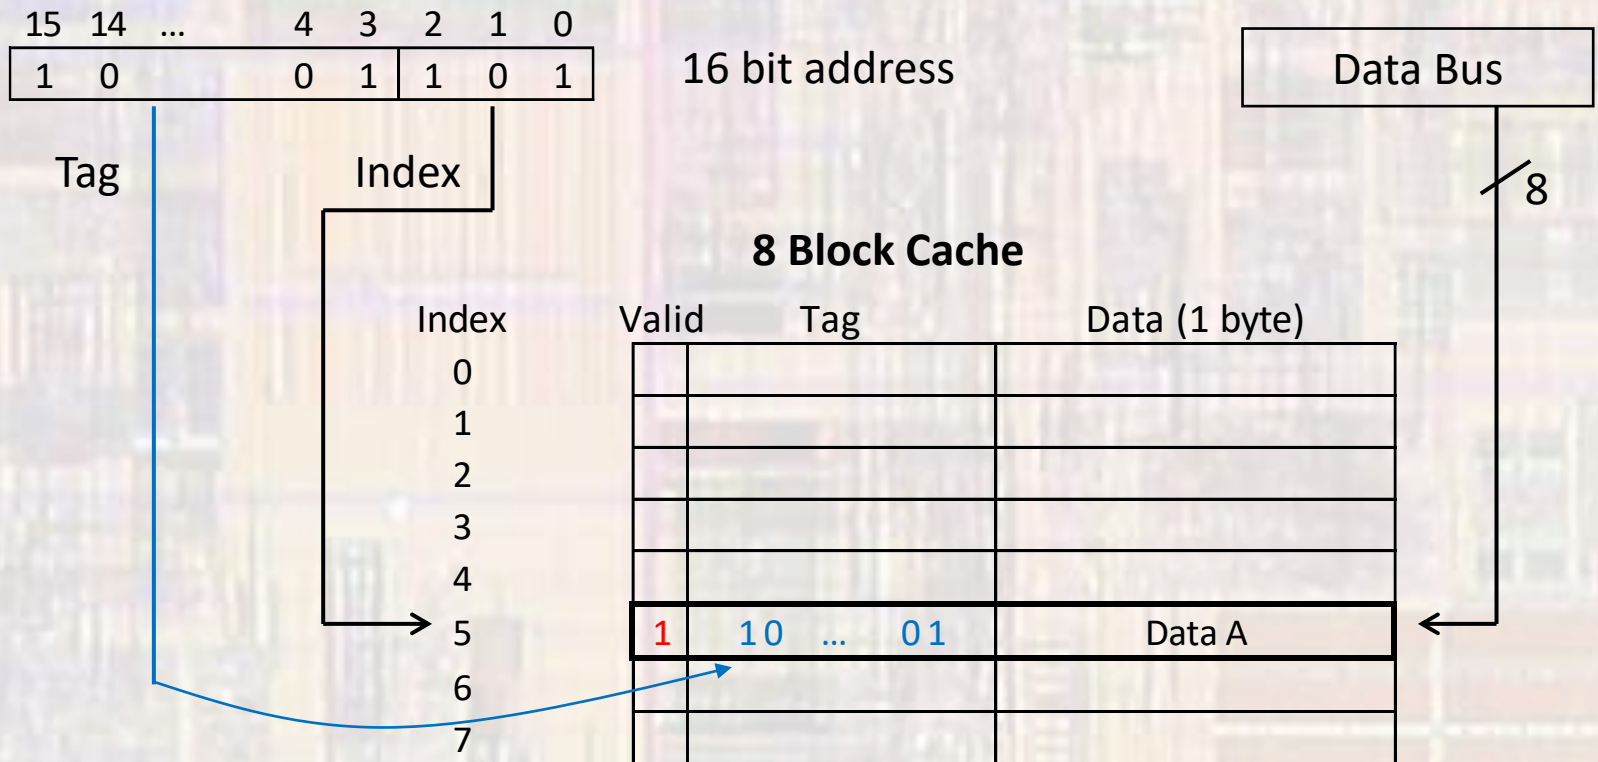 15 14 ... 4 3 2 1 0
1 0 0 1 1 0 1
16 bit address
Data Bus
Tag
Index
8
8 Block Cache
Index Valid Tag Data (1 byte)
0
1
2
3
4
5 1 10 ... 01 Data A
6
7